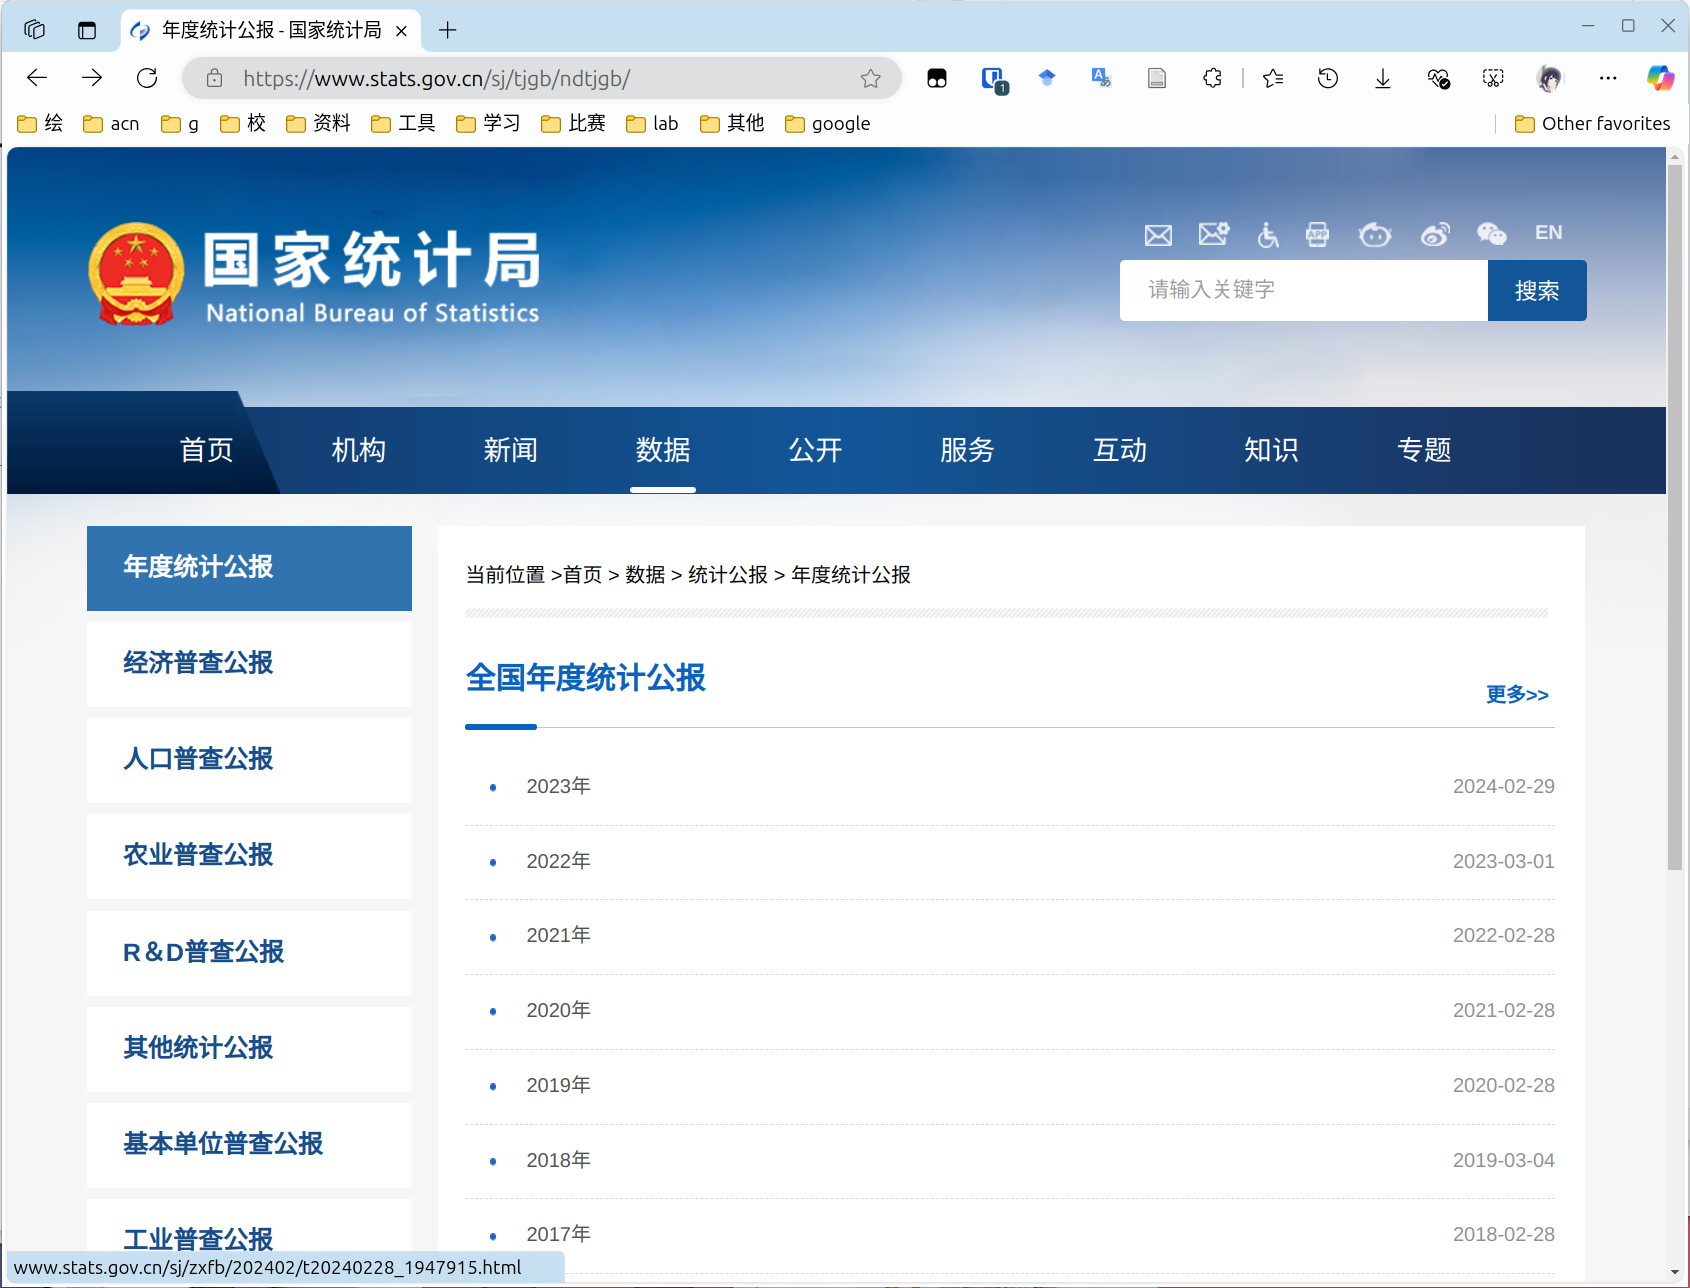 年度统计公报 - 国家统计局
https://www.stats.gov.cn/sj/tjgb/ndtjgb/
1
绘 acn g 校 资料 工具 学习 比赛 lab 其他 google Other favorites
国家统计局
National Bureau of Statistics
APP
EN
请输入关键字
搜索
首页 机构 新闻 数据 公开 服务 互动 知识 专题
年度统计公报
经济普查公报
人口普查公报
农业普查公报
R＆D普查公报
其他统计公报
基本单位普查公报
工业普查公报
当前位置 >首页 > 数据 > 统计公报 > 年度统计公报
全国年度统计公报
更多>>
2023年 2024-02-29
2022年 2023-03-01
2021年 2022-02-28
2020年 2021-02-28
2019年 2020-02-28
2018年 2019-03-04
2017年 2018-02-28
www.stats.gov.cn/sj/zxfb/202402/t20240228_1947915.html